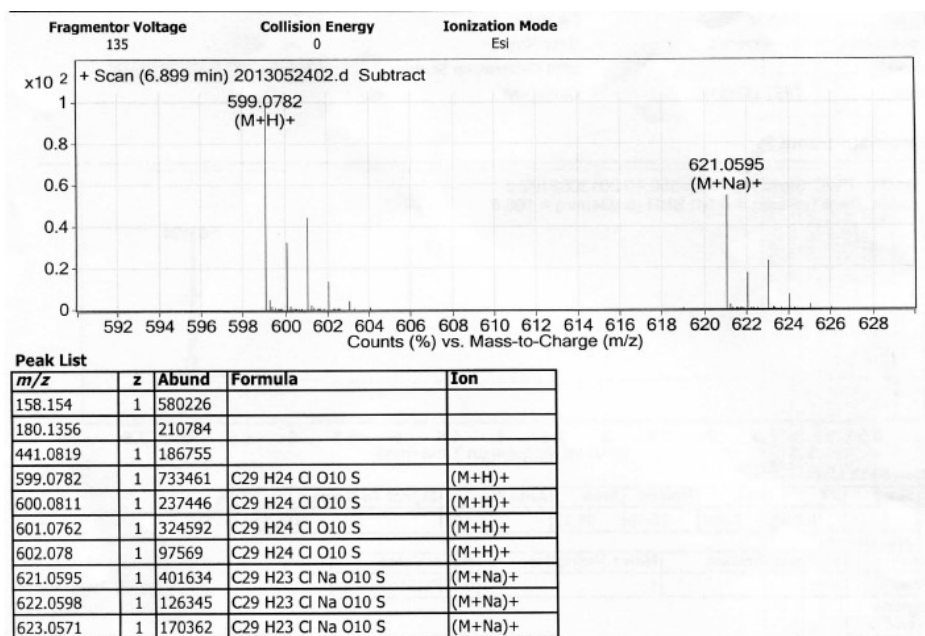 Fragmentor Voltage Collision Energy Ionization Mode
135 0 Esi
x10 2 + Scan (6.899 min) 2013052402.d Subtract
1
599.0782
(M+H)+
0.8
621.0595
(M+Na)+
0.6
0.4
0.2
0
592 594 596 598 600 602 604 606 608 610 612 614 616 618 620 622 624 626 628
Counts (%) vs. Mass-to-Charge (m/z)
Peak List
m/z z Abund Formula Ion
158.154 1 580226
180.1356 210784
441.0819 1 186755
599.0782 1 733461 C29 H24 Cl O10 S (M+H)+
600.0811 1 237446 C29 H24 Cl O10 S (M+H)+
601.0762 1 324592 C29 H24 Cl O10 S (M+H)+
602.078 1 97569 C29 H24 Cl O10 S (M+H)+
621.0595 1 401634 C29 H23 Cl Na O10 S (M+Na)+
622.0598 1 126345 C29 H23 Cl Na O10 S (M+Na)+
623.0571 1 170362 C29 H23 Cl Na O10 S (M+Na)+